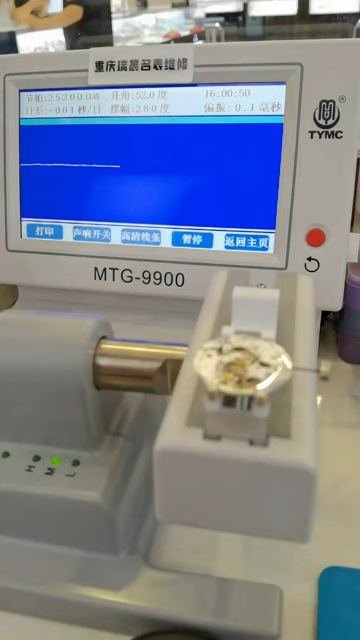 重庆瑞晨名表维修
节拍:25200自动 升角:52.0度 16:00:50
日差:+001秒/日 摆幅:280度 偏振:0.1毫秒
TYMC
打印 声响开关 高清线条 暂停 返回主页
MTG-9900
H M L